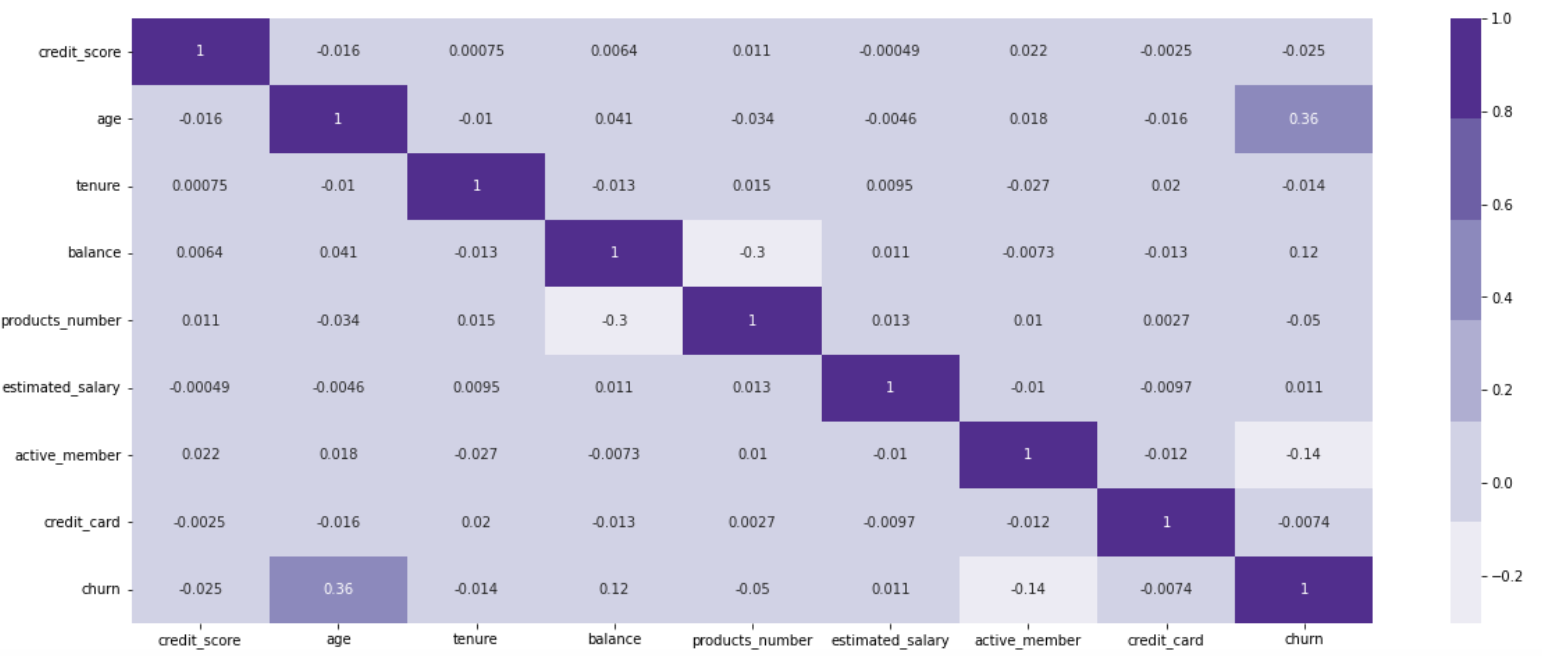 1.0
credit_score 1 -0.016 0.00075 0.0064 0.011 -0.00049 0.022 -0.0025 -0.025
0.8
age -0.016 1 -0.01 0.041 -0.034 -0.0046 0.018 -0.016 0.36
tenure 0.00075 -0.01 1 -0.013 0.015 0.0095 -0.027 0.02 -0.014
0.6
balance 0.0064 0.041 -0.013 1 -0.3 0.011 -0.0073 -0.013 0.12
0.4
products_number 0.011 -0.034 0.015 -0.3 1 0.013 0.01 0.0027 -0.05
estimated_salary -0.00049 -0.0046 0.0095 0.011 0.013 1 -0.01 -0.0097 0.011
0.2
active_member 0.022 0.018 -0.027 -0.0073 0.01 -0.01 1 -0.012 -0.14
0.0
credit_card -0.0025 -0.016 0.02 -0.013 0.0027 -0.0097 -0.012 1 -0.0074
churn -0.025 0.36 -0.014 0.12 -0.05 0.011 -0.14 -0.0074 1
−0.2
credit_score age tenure balance products_number estimated_salary active_member credit_card churn